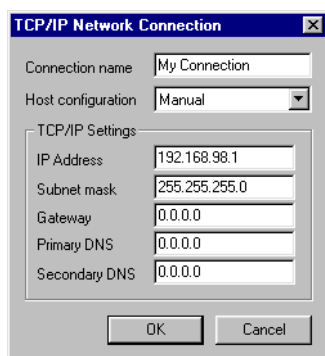 TCP/IP Network Connection
Connection name My Connection
Host configuration Manual
TCP/IP Settings
IP Address 192.168.98.1
Subnet mask 255.255.255.0
Gateway 0.0.0.0
Primary DNS 0.0.0.0
Secondary DNS 0.0.0.0
OK Cancel